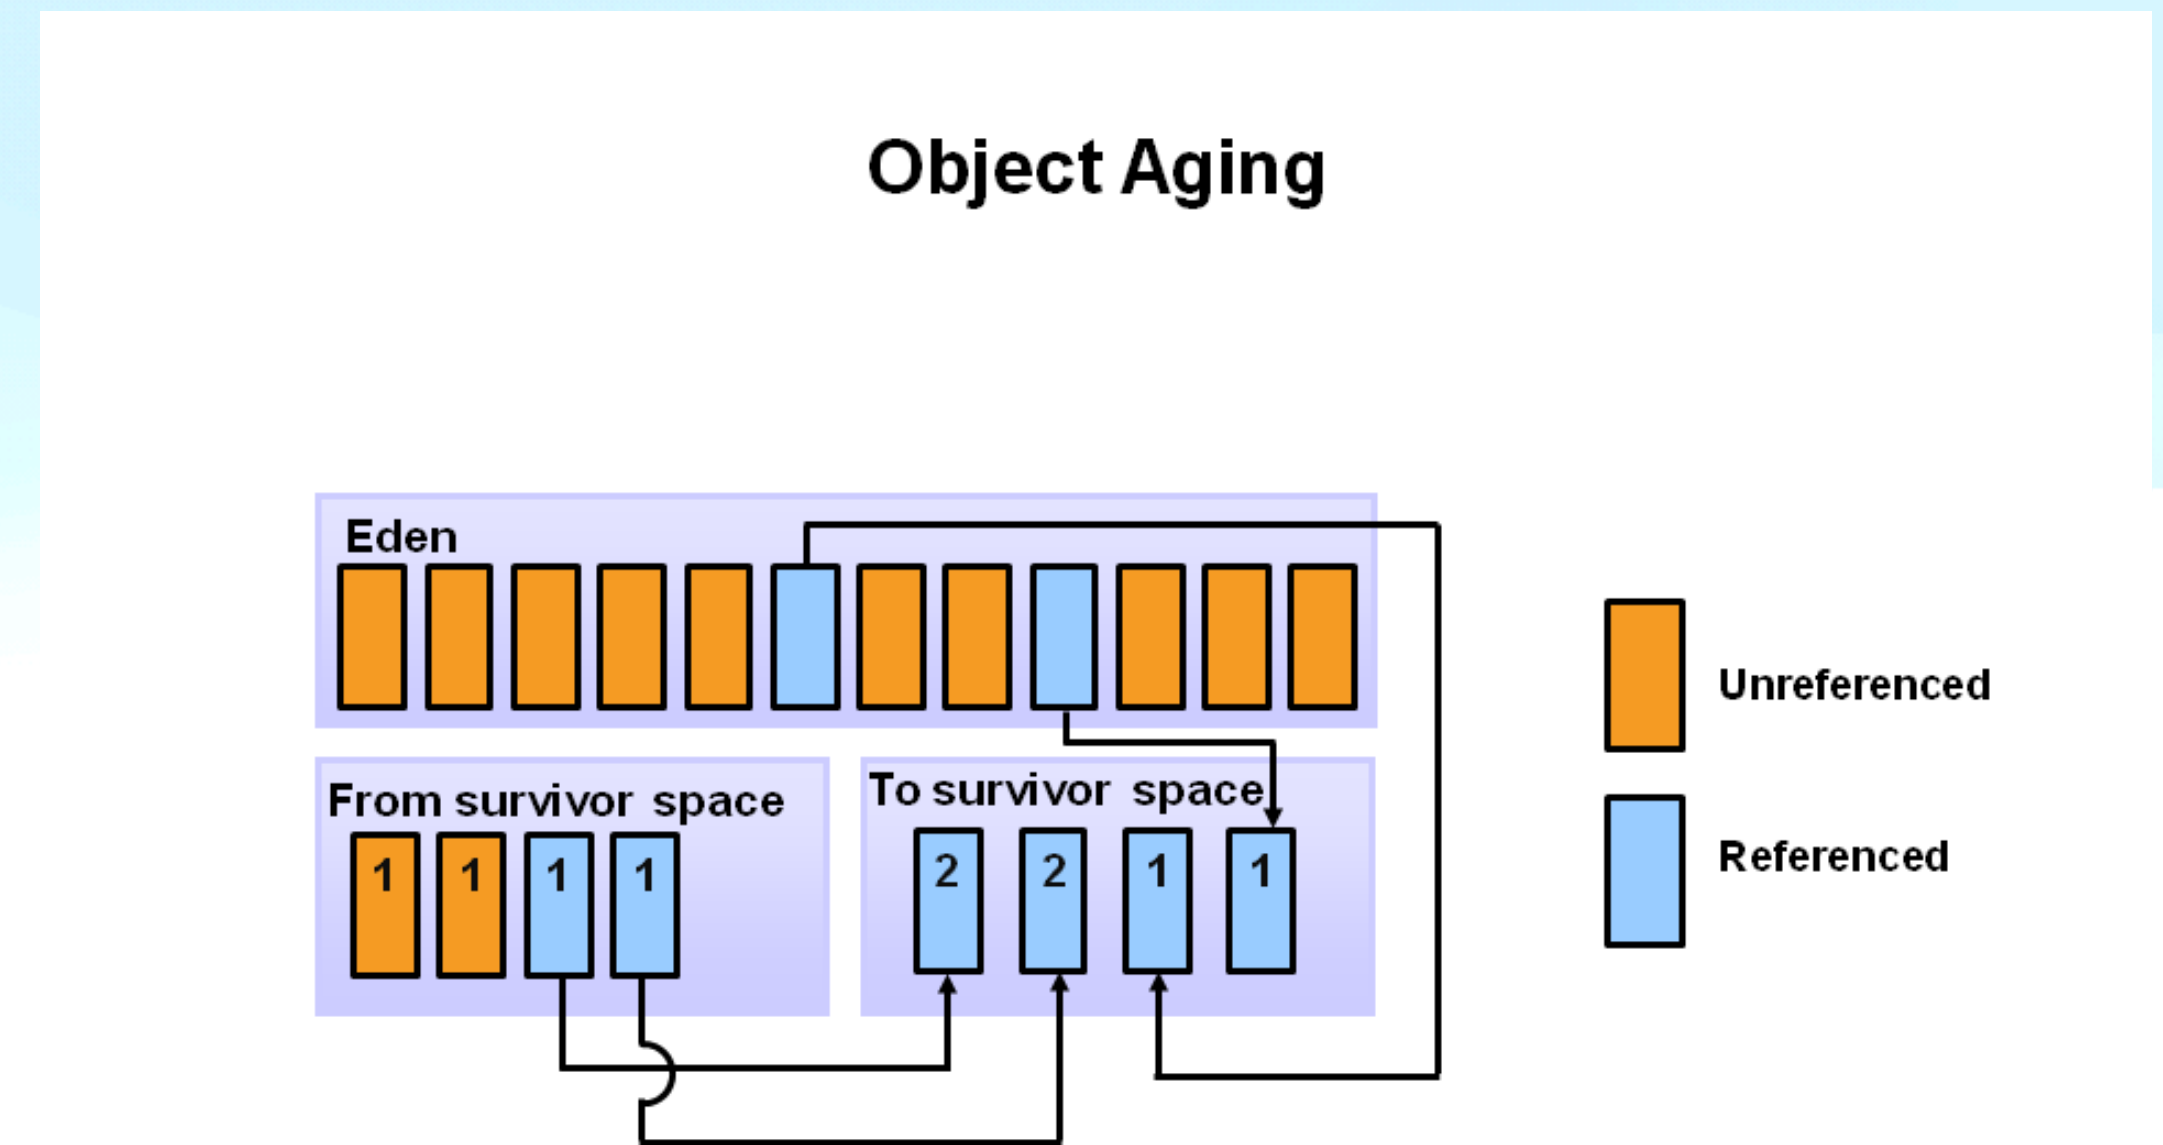 Object Aging
Eden
From survivor space
1 1 1 1
To survivor space
2 2 1 1
Unreferenced
Referenced